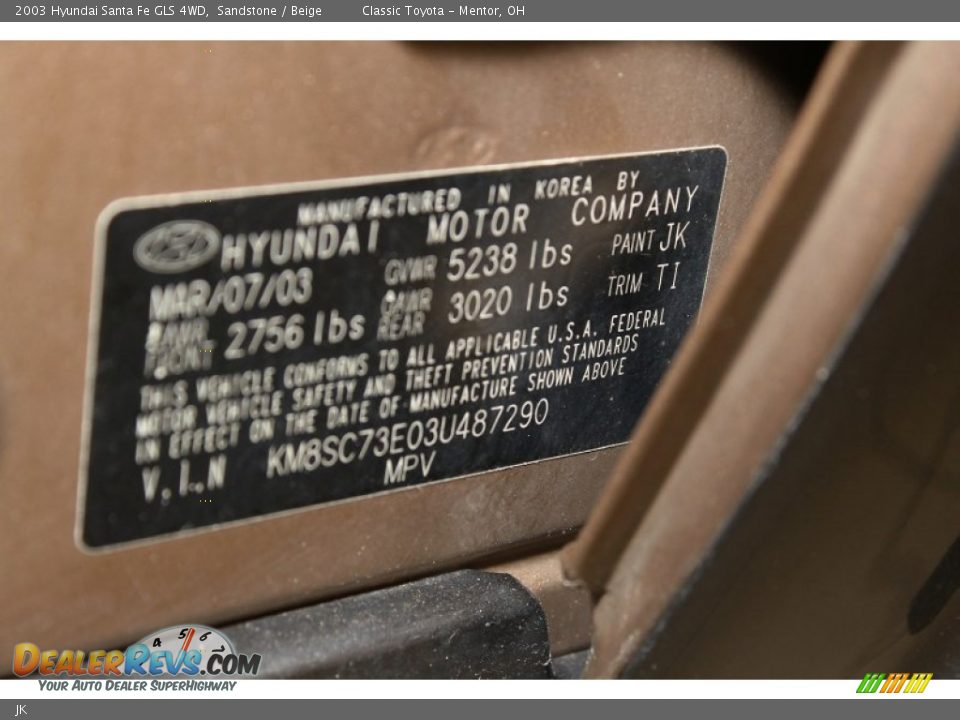 2003 Hyundai Santa Fe GLS 4WD, Sandstone / Beige Classic Toyota – Mentor, OH
MANUFACTURED IN KOREA BY
HYUNDAI MOTOR COMPANY
MAR/07/03 GVWR 5238 lbs PAINT JK
GAWR FRONT 2756 lbs GAWR REAR 3020 lbs TRIM TI
THIS VEHICLE CONFORMS TO ALL APPLICABLE U.S.A. FEDERAL
MOTOR VEHICLE SAFETY AND THEFT PREVENTION STANDARDS
IN EFFECT ON THE DATE OF MANUFACTURE SHOWN ABOVE
V.I.N KM8SC73E03U487290
MPV
4 5 6
DEALERREVS.COM
YOUR AUTO DEALER SUPERHIGHWAY
JK